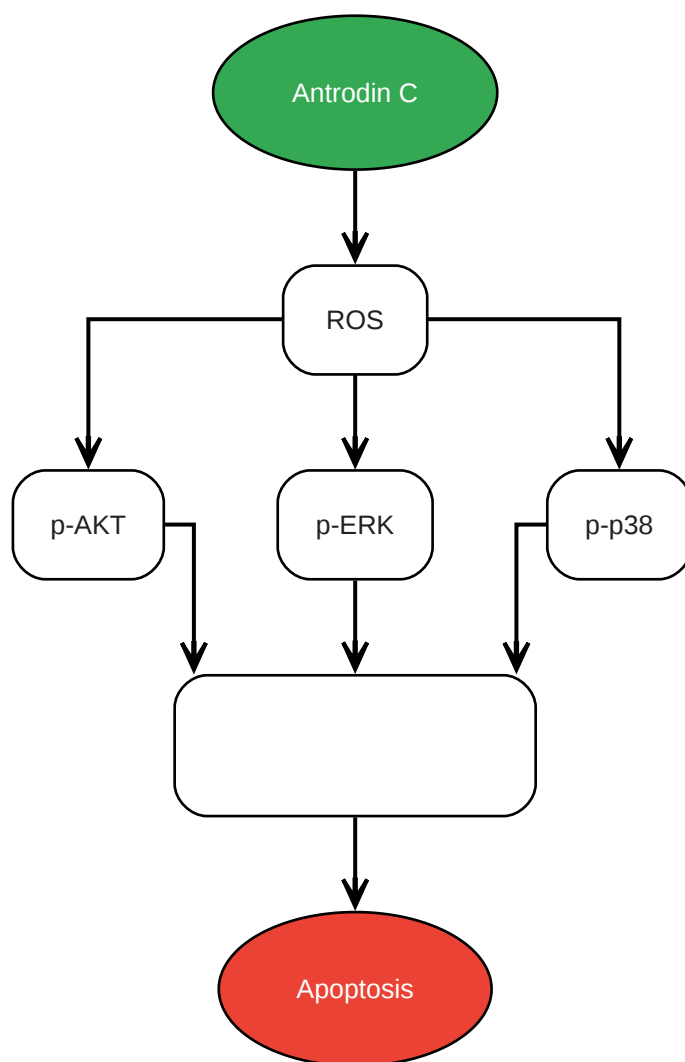 Antrodin C
ROS
p-AKT
p-ERK
p-p38
Apoptosis